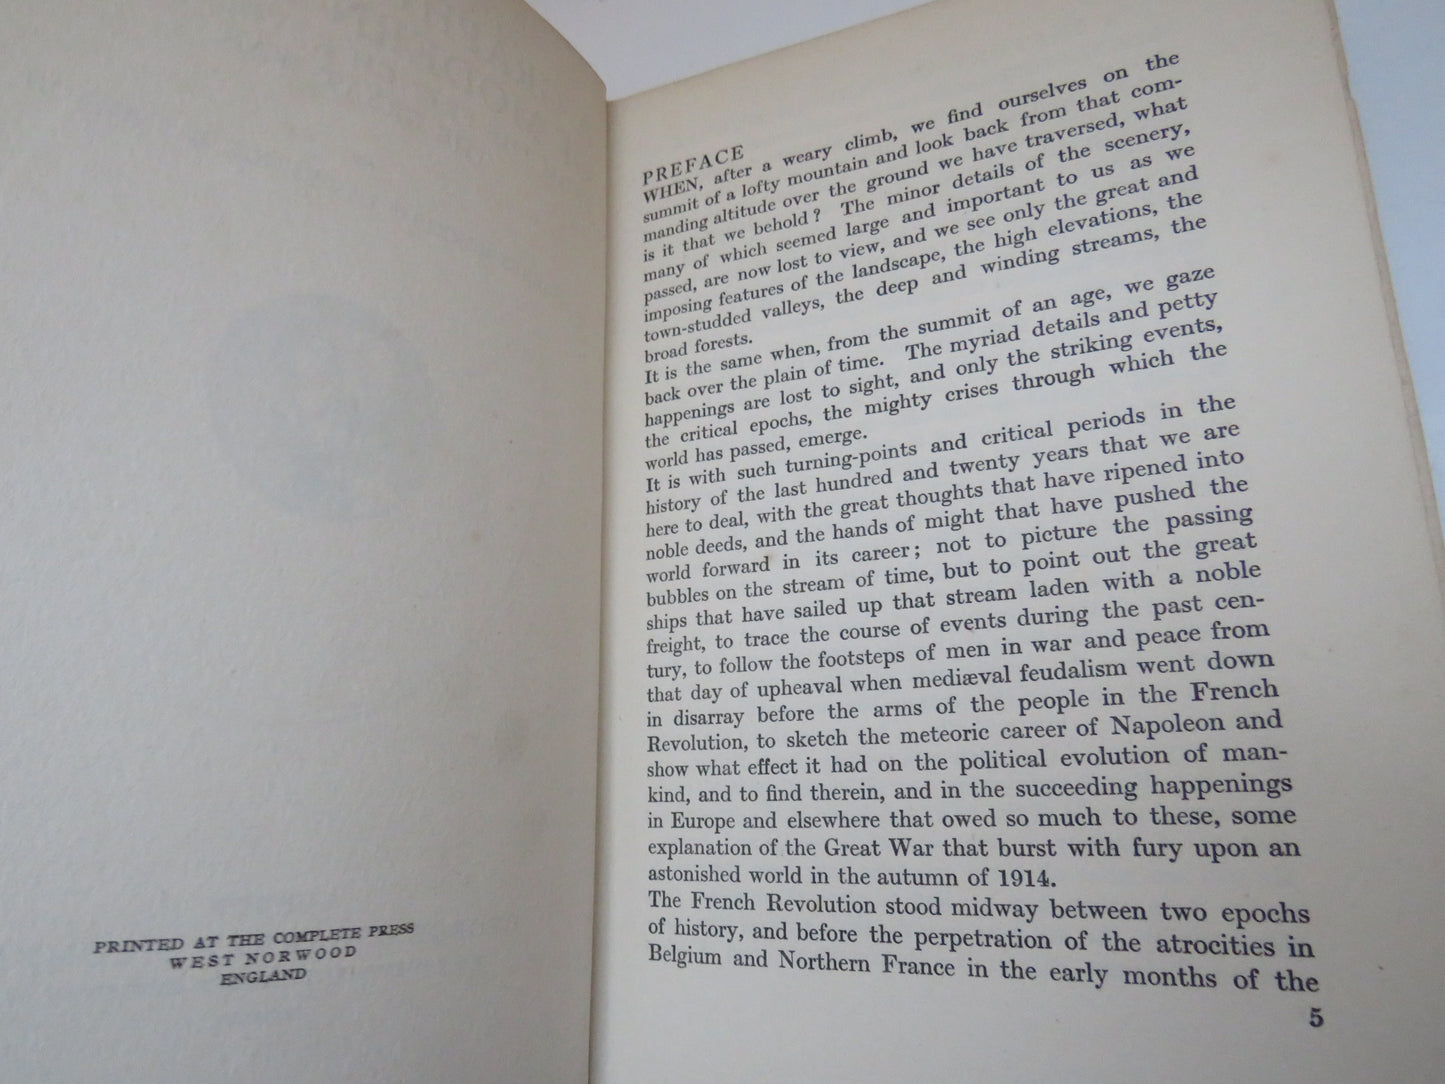 PRINTED AT THE COMPLETE PRESS
WEST NORWOOD
ENGLAND
PREFACE
WHEN, after a weary climb, we find ourselves on the
summit of a lofty mountain and look back from that com-
manding altitude over the ground we have traversed, what
is it that we behold? The minor details of the scenery,
many of which seemed large and important to us as we
passed, are now lost to view, and we see only the great and
imposing features of the landscape, the high elevations, the
town-studded valleys, the deep and winding streams, the
broad forests.
It is the same when, from the summit of an age, we gaze
back over the plain of time. The myriad details and petty
happenings are lost to sight, and only the striking events,
the critical epochs, the mighty crises through which the
world has passed, emerge.
It is with such turning-points and critical periods in the
history of the last hundred and twenty years that we are
here to deal, with the great thoughts that have ripened into
noble deeds, and the hands of might that have pushed the
world forward in its career; not to picture the passing
bubbles on the stream of time, but to point out the great
ships that have sailed up that stream laden with a noble
freight, to trace the course of events during the past cen-
tury, to follow the footsteps of men in war and peace from
that day of upheaval when mediæval feudalism went down
in disarray before the arms of the people in the French
Revolution, to sketch the meteoric career of Napoleon and
show what effect it had on the political evolution of man-
kind, and to find therein, and in the succeeding happenings
in Europe and elsewhere that owed so much to these, some
explanation of the Great War that burst with fury upon an
astonished world in the autumn of 1914.
The French Revolution stood midway between two epochs
of history, and before the perpetration of the atrocities in
Belgium and Northern France in the early months of the
5